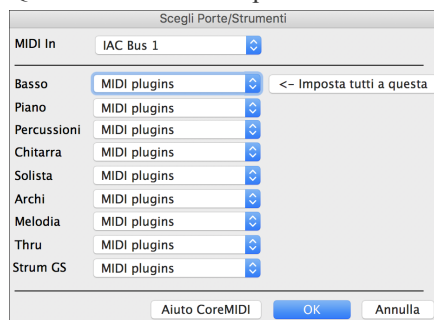 Scegli Porte/Strumenti
MIDI In IAC Bus 1
Basso MIDI plugins <- Imposta tutti a questa
Piano MIDI plugins
Percussioni MIDI plugins
Chitarra MIDI plugins
Solista MIDI plugins
Archi MIDI plugins
Melodia MIDI plugins
Thru MIDI plugins
Strum GS MIDI plugins
Aiuto CoreMIDI OK Annulla